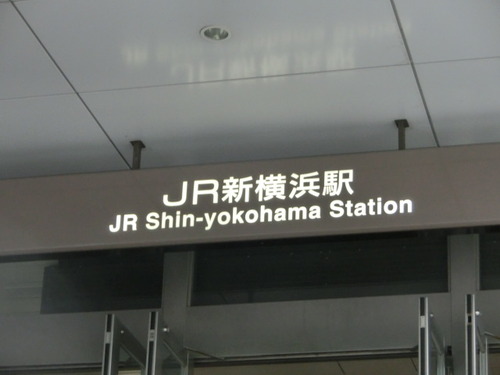 JR新横浜駅
JR Shin-yokohama Station